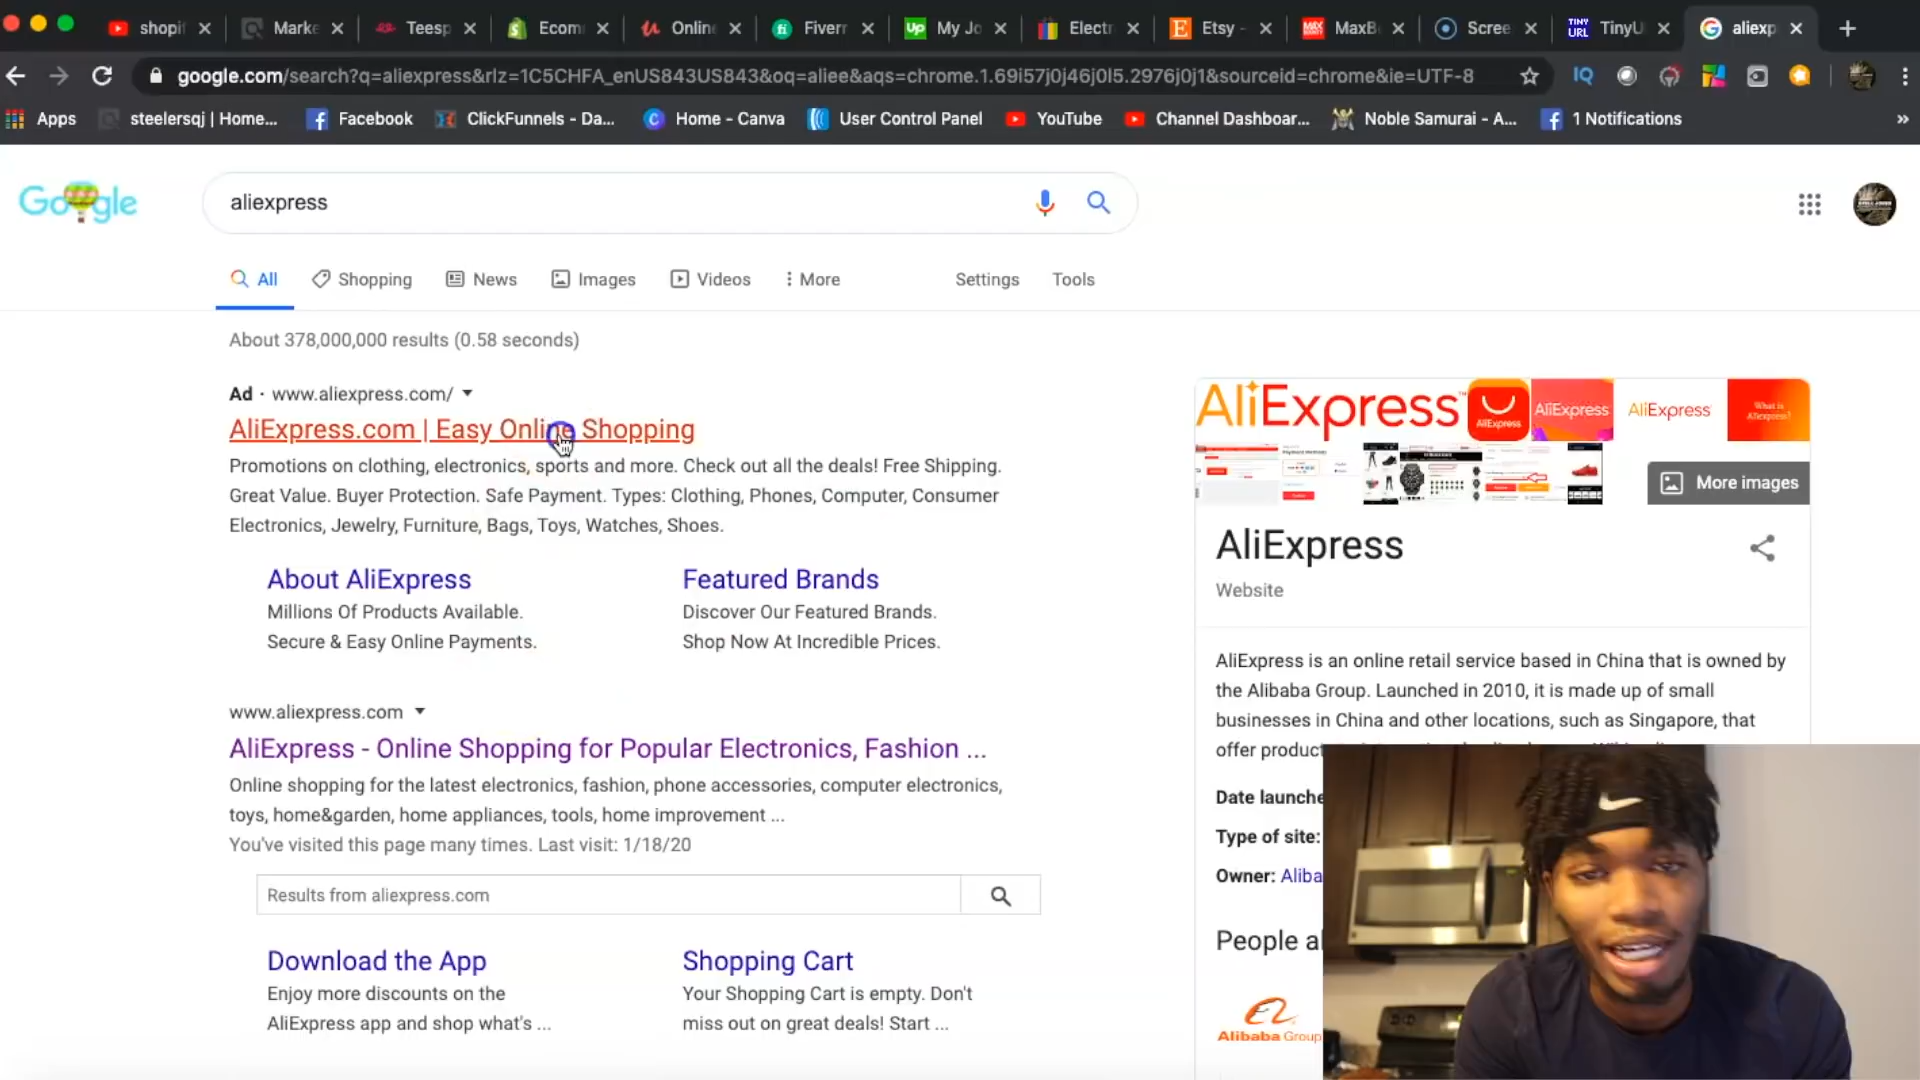 shopif
Marke
Teesp
Ecom
Online
Fiverr
My Jo
Electr
Etsy -
MaxB
Scree
TinyU
aliexp
google.com/search?q=aliexpress&rlz=1C5CHFA_enUS843US843&oq=aliee&aqs=chrome.1.69i57j0j46j0l5.2976j0j1&sourceid=chrome&ie=UTF-8
Apps
steelersqj | Home...
Facebook
ClickFunnels - Da...
Home - Canva
User Control Panel
YouTube
Channel Dashboar...
Noble Samurai - A...
1 Notifications
»
Google
aliexpress
All
Shopping
News
Images
Videos
More
Settings
Tools
About 378,000,000 results (0.58 seconds)
Ad · www.aliexpress.com/
AliExpress.com | Easy Online Shopping
Promotions on clothing, electronics, sports and more. Check out all the deals! Free Shipping.
Great Value. Buyer Protection. Safe Payment. Types: Clothing, Phones, Computer, Consumer
Electronics, Jewelry, Furniture, Bags, Toys, Watches, Shoes.
About AliExpress
Millions Of Products Available.
Secure & Easy Online Payments.
Featured Brands
Discover Our Featured Brands.
Shop Now At Incredible Prices.
www.aliexpress.com
AliExpress - Online Shopping for Popular Electronics, Fashion ...
Online shopping for the latest electronics, fashion, phone accessories, computer electronics,
toys, home&garden, home appliances, tools, home improvement ...
You've visited this page many times. Last visit: 1/18/20
Results from aliexpress.com
Download the App
Enjoy more discounts on the
AliExpress app and shop what's ...
Shopping Cart
Your Shopping Cart is empty. Don't
miss out on great deals! Start ...
AliExpress
AliExpress
AliExpress
AliExpress
What is
Aliexpress?
More images
AliExpress
Website
AliExpress is an online retail service based in China that is owned by
the Alibaba Group. Launched in 2010, it is made up of small
businesses in China and other locations, such as Singapore, that
offer product
Date launche
Type of site:
Owner: Aliba
People al
Alibaba Group